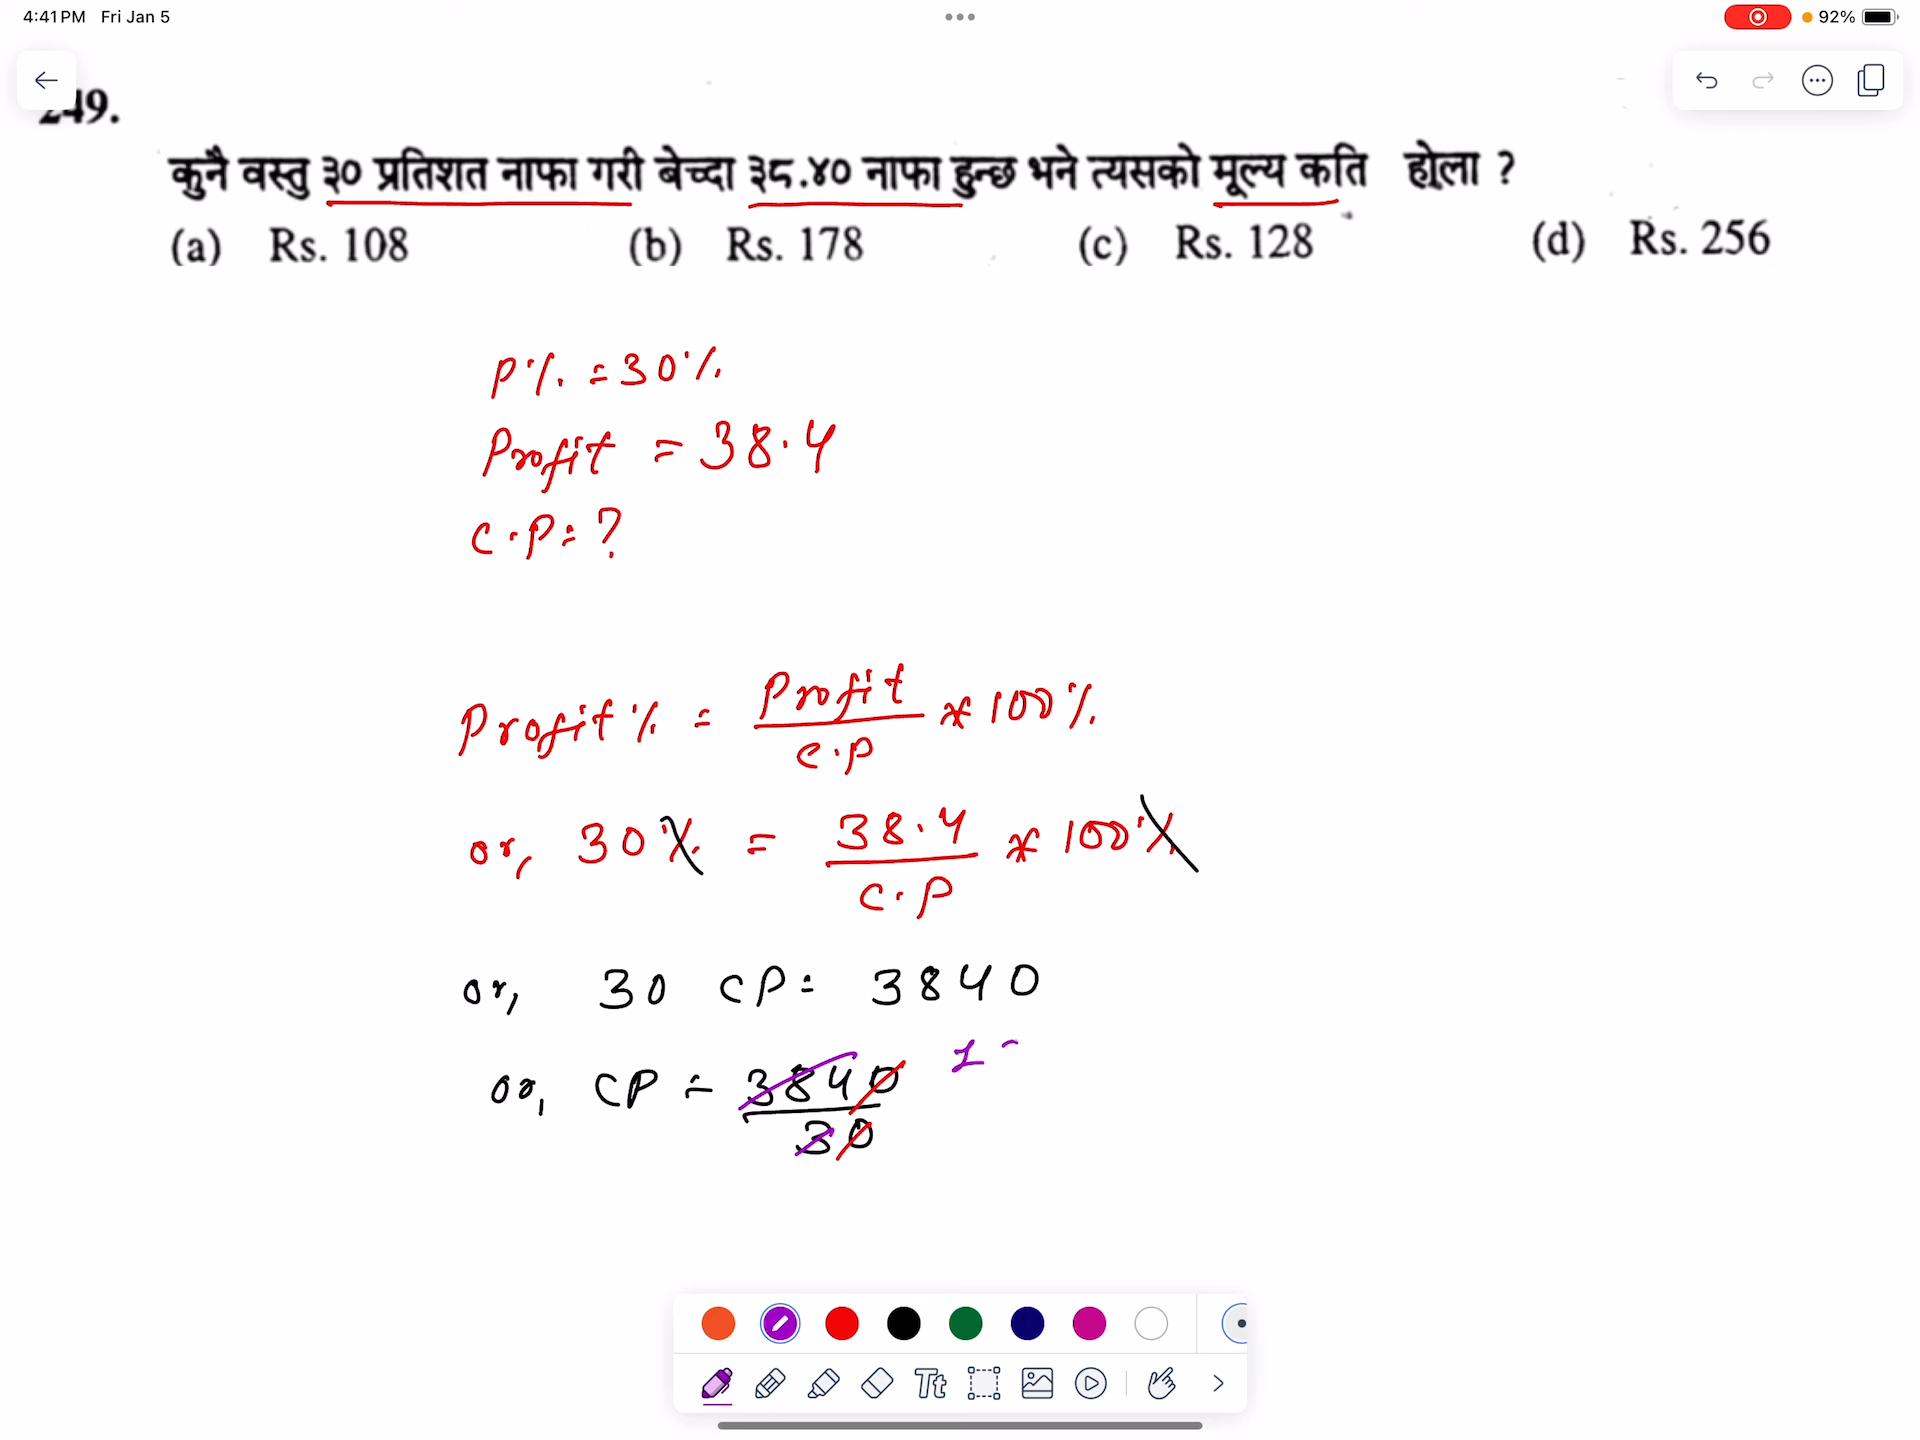 4:41 PM Fri Jan 5
92%
249.
कुनै वस्तु ३० प्रतिशत नाफा गरी बेच्दा ३८.४० नाफा हुन्छ भने त्यसको मूल्य कति होला ?
(a) Rs. 108 (b) Rs. 178 (c) Rs. 128 (d) Rs. 256
P% = 30%
Profit = 38.4
C.P = ?
Profit % = Profit / C.P * 100%
or, 30% = 38.4 / C.P * 100%
or, 30 CP = 3840
or, CP = 3840 / 30 1
Tt